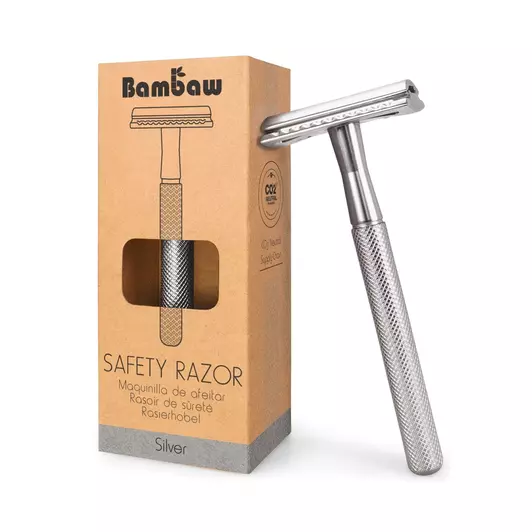 Bambaw
CO2
NEUTRAL
CO2 Neutral
Supply Chain
SAFETY RAZOR
Maquinilla de afeitar
Rasoir de sûreté
Rasierhobel
Silver